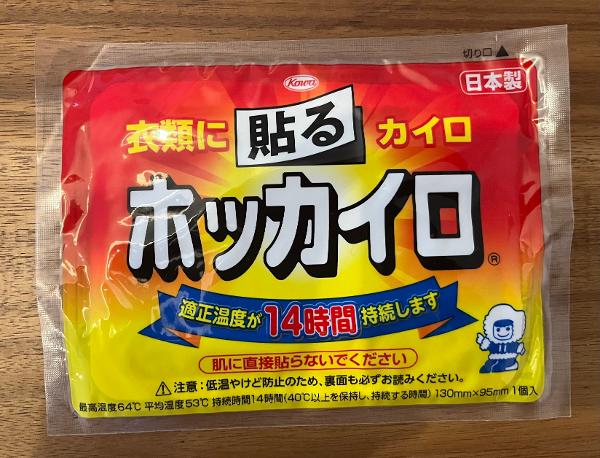 切り口▲
Kowa
日本製
衣類に貼るカイロ
ホッカイロ®
適正温度が14時間持続します
肌に直接貼らないでください
⚠注意：低温やけど防止のため、裏面も必ずお読みください。
最高温度64℃ 平均温度53℃ 持続時間14時間(40℃以上を保持し、持続する時間) 130mm×95mm 1個入